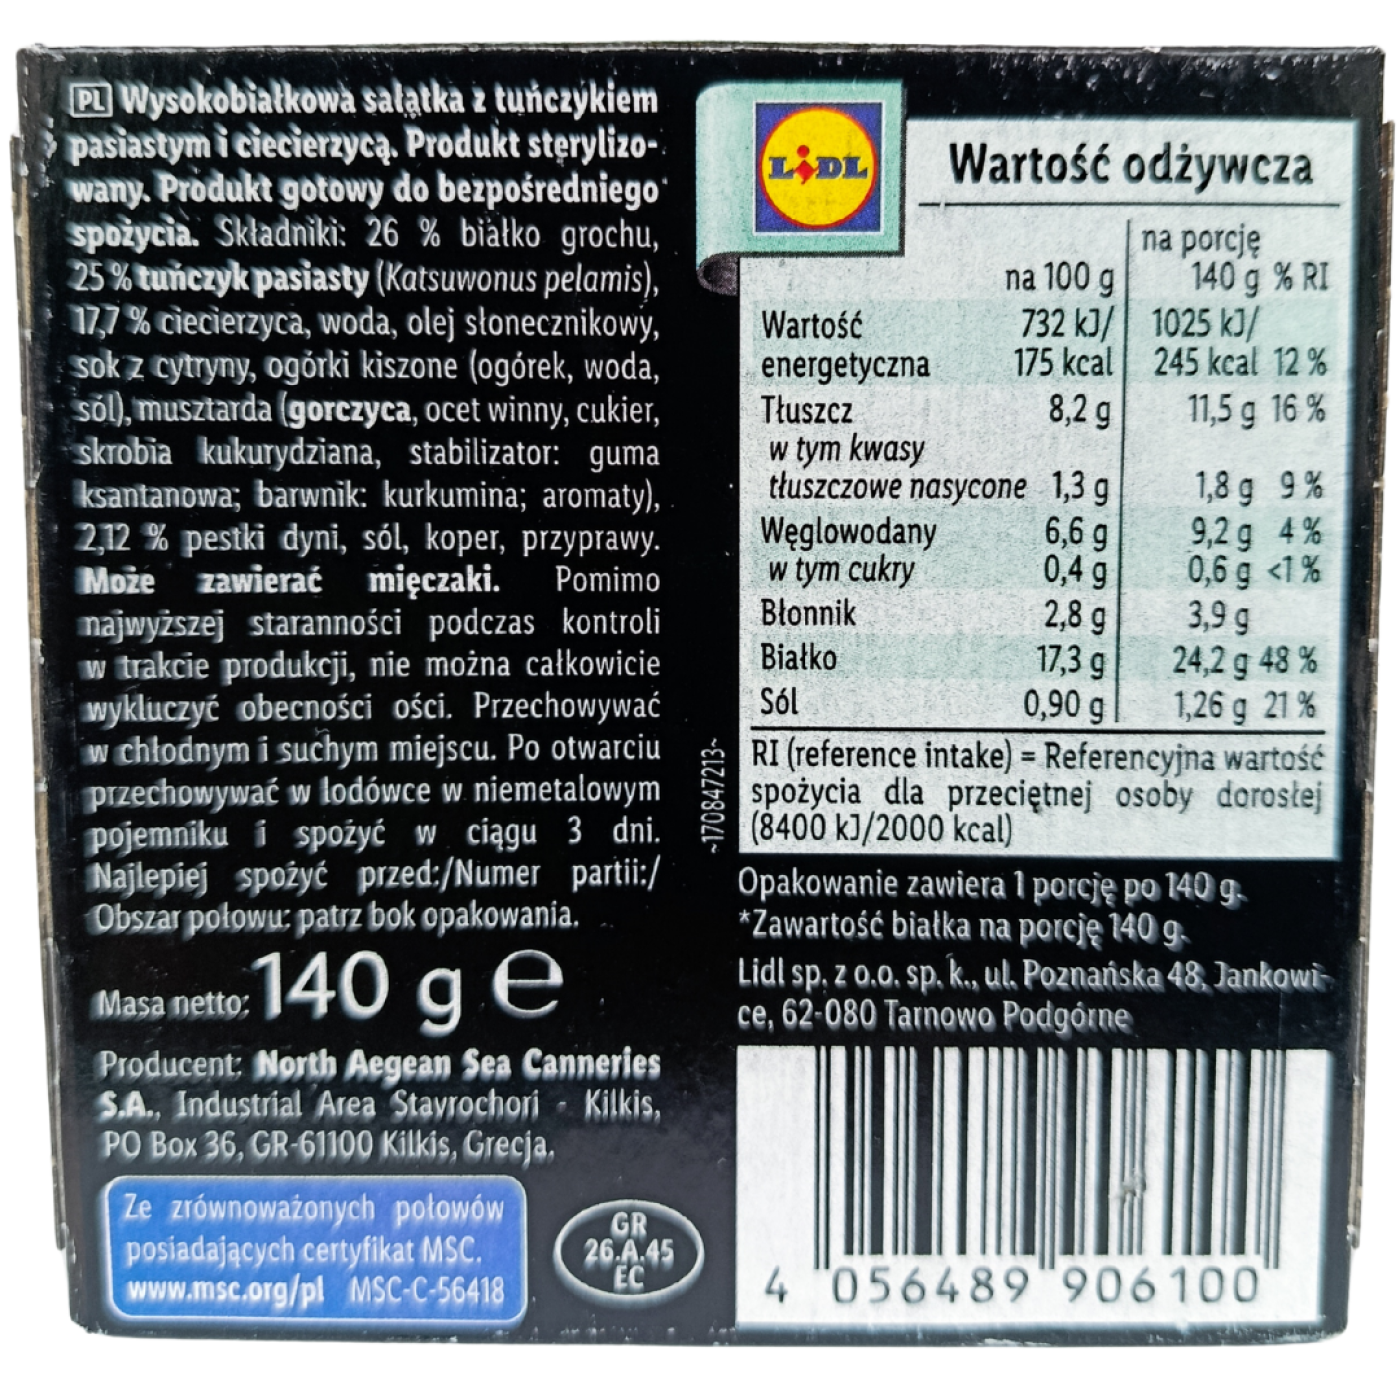 PL Wysokobiałkowa sałatka z tuńczykiem
pasiastym i ciecierzycą. Produkt sterylizo-
wany. Produkt gotowy do bezpośredniego
spożycia. Składniki: 26 % białko grochu,
25 % tuńczyk pasiasty (Katsuwonus pelamis),
17,7 % ciecierzyca, woda, olej słonecznikowy,
sok z cytryny, ogórki kiszone (ogórek, woda,
sól), musztarda (gorczyca, ocet winny, cukier,
skrobia kukurydziana, stabilizator: guma
ksantanowa; barwnik: kurkumina; aromaty),
2,12 % pestki dyni, sól, koper, przyprawy.
Może zawierać mięczaki. Pomimo
najwyższej staranności podczas kontroli
w trakcie produkcji, nie można całkowicie
wykluczyć obecności ości. Przechowywać
w chłodnym i suchym miejscu. Po otwarciu
przechowywać w lodówce w niemetalowym
pojemniku i spożyć w ciągu 3 dni.
Najlepiej spożyć przed:/Numer partii:/
Obszar połowu: patrz bok opakowania.
Masa netto: 140 g e
Producent: North Aegean Sea Canneries
S.A., Industrial Area Stavrochori - Kilkis,
PO Box 36, GR-61100 Kilkis, Grecja.
Ze zrównoważonych połowów
posiadających certyfikat MSC.
www.msc.org/pl MSC-C-56418
GR
26.A.45
EC
~170847213~
LIDL
Wartość odżywcza
na porcję
na 100 g 140 g % RI
Wartość 732 kJ/ 1025 kJ/
energetyczna 175 kcal 245 kcal 12 %
Tłuszcz 8,2 g 11,5 g 16 %
w tym kwasy
tłuszczowe nasycone 1,3 g 1,8 g 9 %
Węglowodany 6,6 g 9,2 g 4 %
w tym cukry 0,4 g 0,6 g <1 %
Błonnik 2,8 g 3,9 g
Białko 17,3 g 24,2 g 48 %
Sól 0,90 g 1,26 g 21 %
RI (reference intake) = Referencyjna wartość
spożycia dla przeciętnej osoby dorosłej
(8400 kJ/2000 kcal)
Opakowanie zawiera 1 porcję po 140 g.
*Zawartość białka na porcję 140 g.
Lidl sp. z o.o. sp. k., ul. Poznańska 48, Jankowi-
ce, 62-080 Tarnowo Podgórne
4 056489 906100